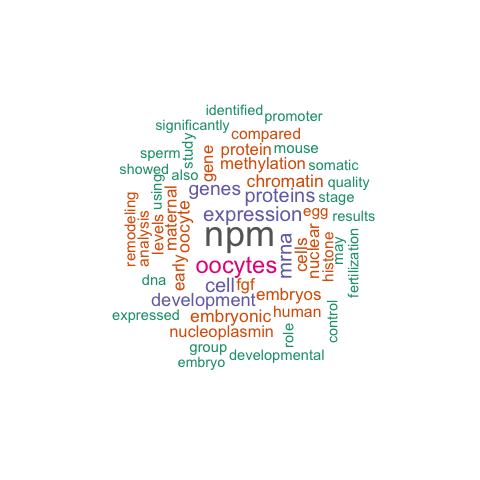 identified
promoter
significantly
compared
study
protein
mouse
sperm
gene
methylation
somatic
showed
also
using
genes
chromatin
quality
proteins
stage
remodeling
analysis
levels
maternal
oocyte
expression
egg
results
npm
early
oocytes
mrna
cells
nuclear
histone
may
fertilization
dna
cell
fgf
development
embryos
expressed
embryonic
human
control
nucleoplasmin
role
group
developmental
embryo